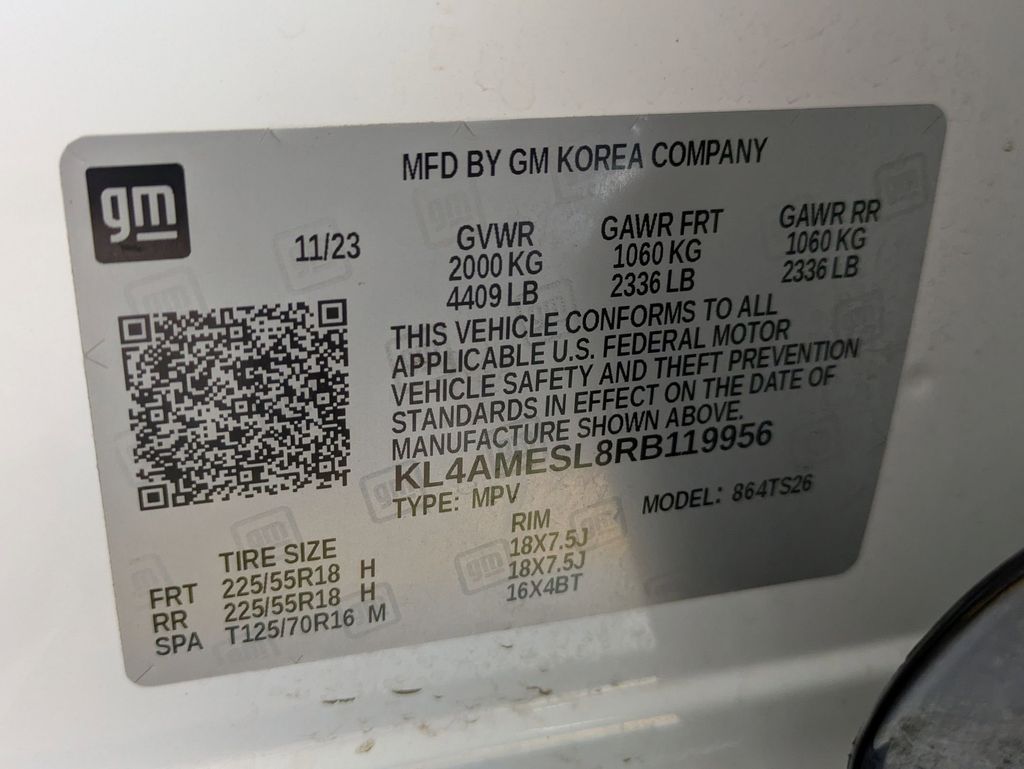 gm
MFD BY GM KOREA COMPANY
11/23
GVWR
2000 KG
4409 LB
GAWR FRT
1060 KG
2336 LB
GAWR RR
1060 KG
2336 LB
THIS VEHICLE CONFORMS TO ALL
APPLICABLE U.S. FEDERAL MOTOR
VEHICLE SAFETY AND THEFT PREVENTION
STANDARDS IN EFFECT ON THE DATE OF
MANUFACTURE SHOWN ABOVE.
KL4AMESL8RB119956
TYPE: MPV MODEL: 864TS26
TIRE SIZE RIM
FRT 225/55R18 H 18X7.5J
RR 225/55R18 H 18X7.5J
SPA T125/70R16 M 16X4BT